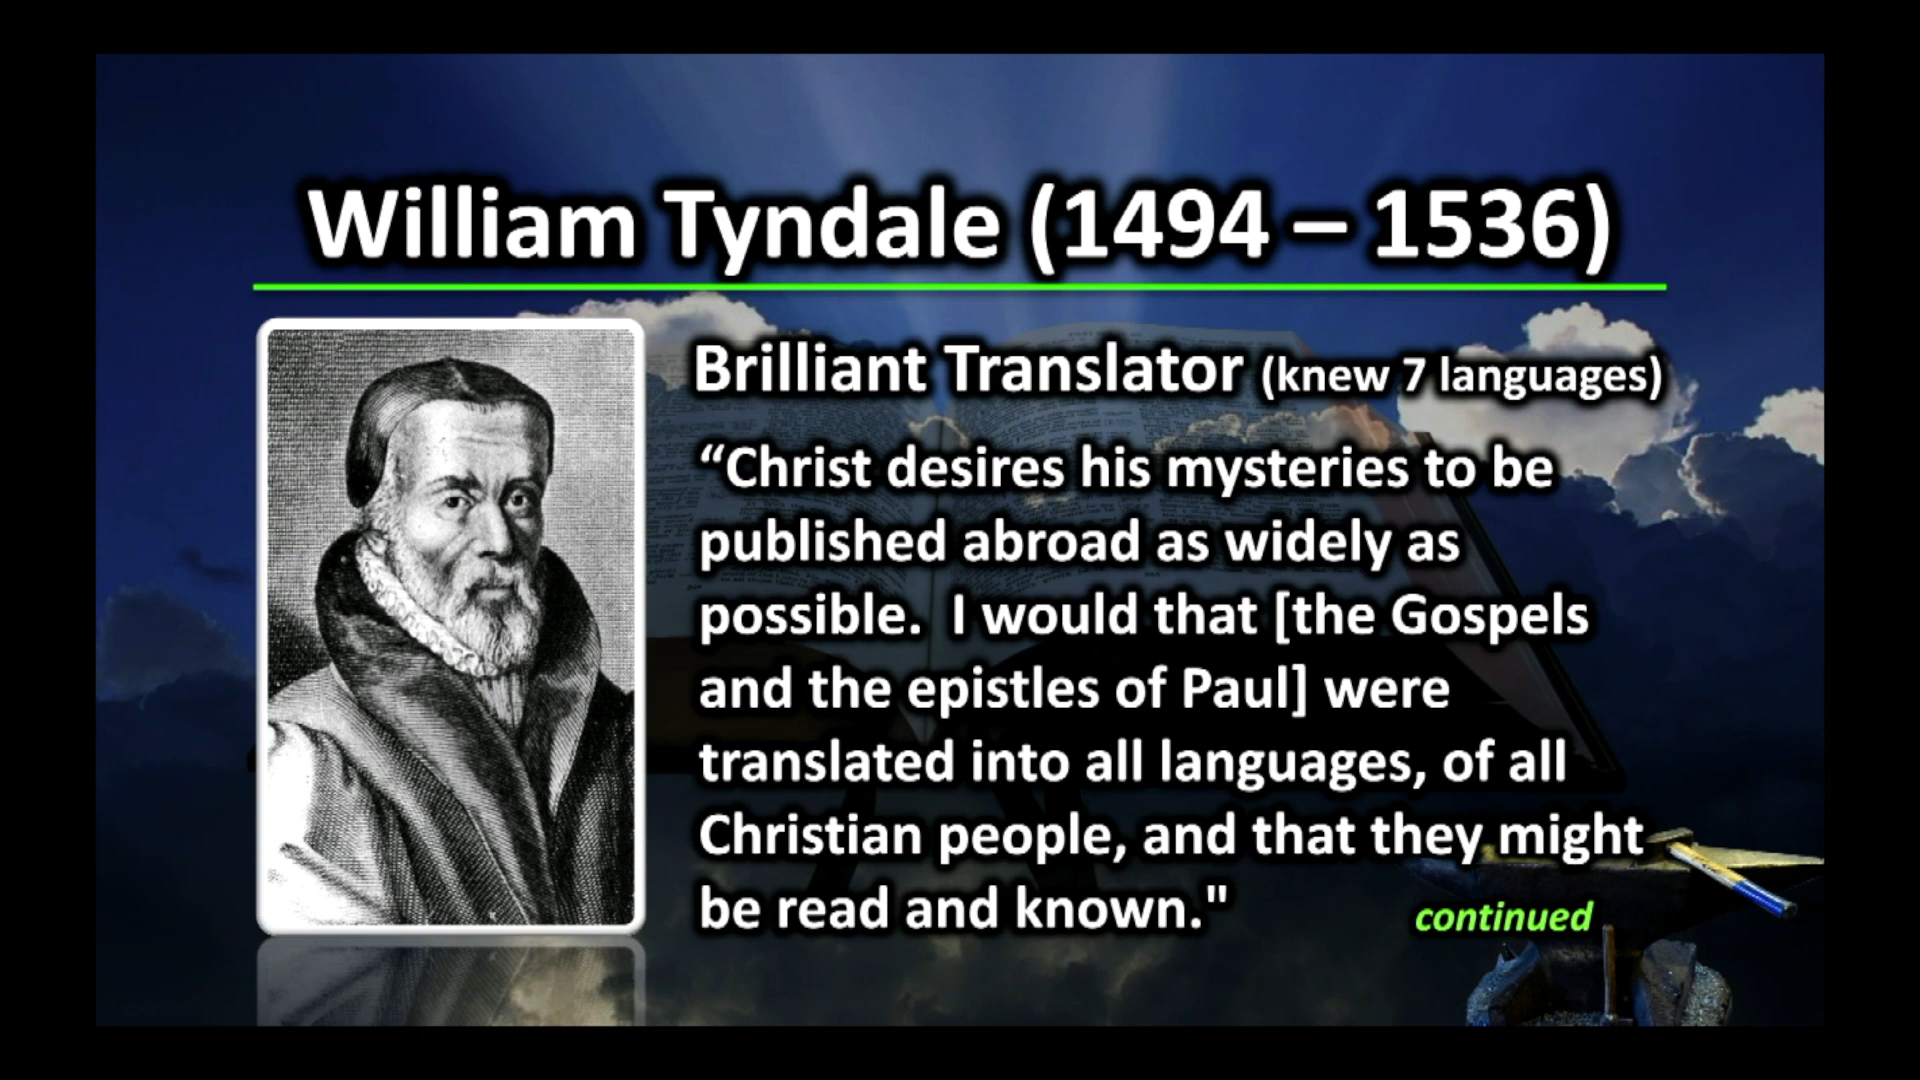 William Tyndale (1494 – 1536)
Brilliant Translator (knew 7 languages)
“Christ desires his mysteries to be
published abroad as widely as
possible.  I would that [the Gospels
and the epistles of Paul] were
translated into all languages, of all
Christian people, and that they might
be read and known."
continued